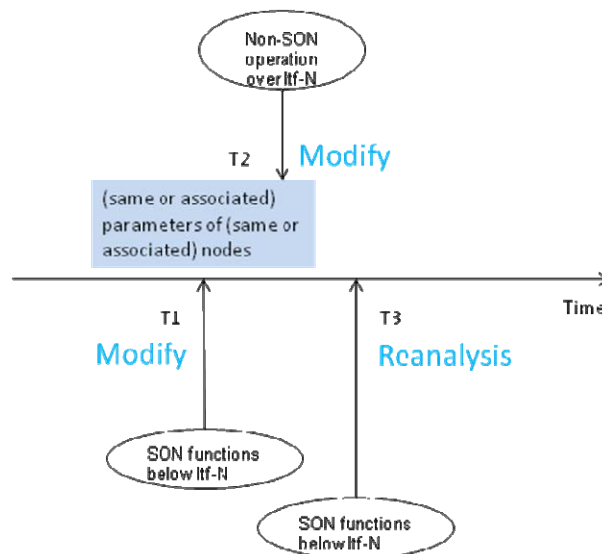 Non-SON
operation
over Itf-N
T2
Modify
(same or associated)
parameters of (same or
associated) nodes
Time
T1
T3
Modify
Reanalysis
SON functions
below Itf-N
SON functions
below Itf-N